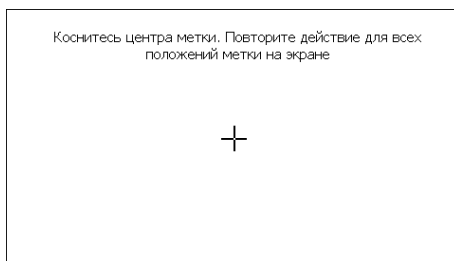 Коснитесь центра метки. Повторите действие для всех
положений метки на экране